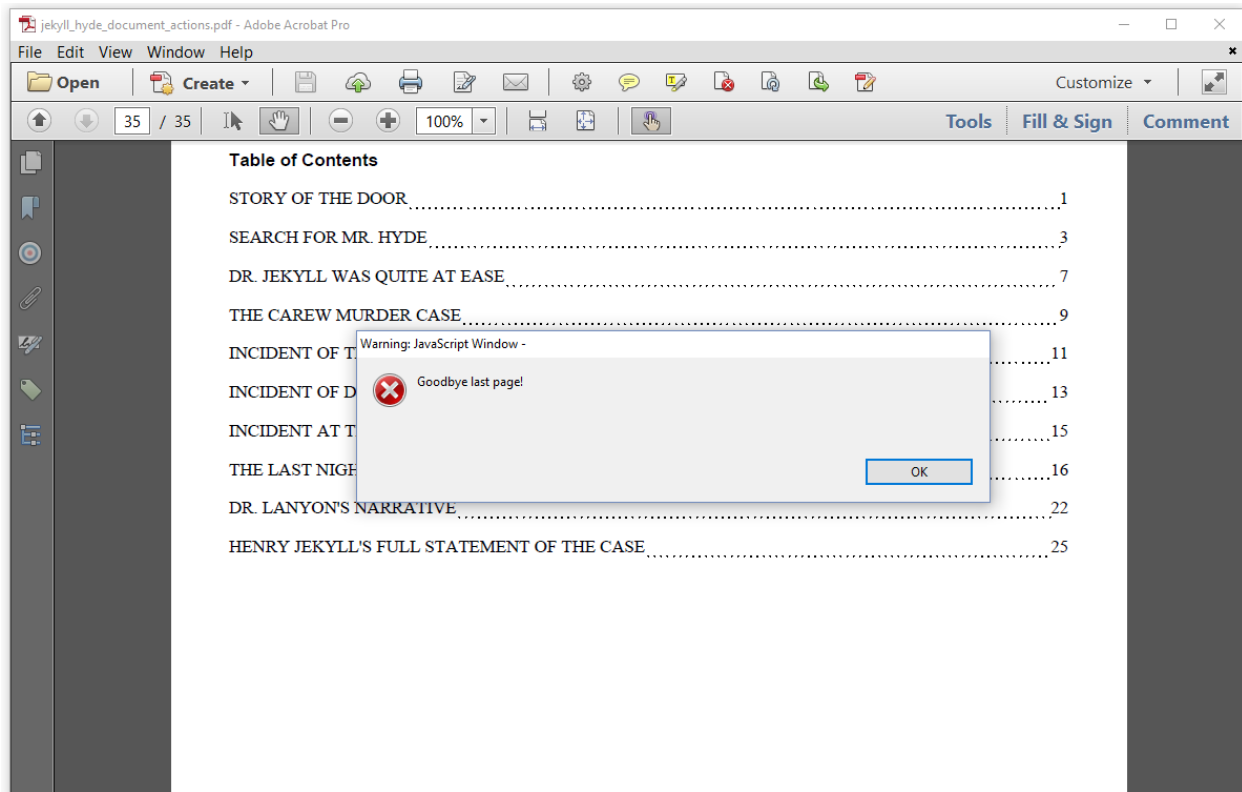 jekyll_hyde_document_actions.pdf - Adobe Acrobat Pro
File Edit View Window Help
Open Create Customize
35 / 35 100% Tools Fill & Sign Comment
Table of Contents
STORY OF THE DOOR 1
SEARCH FOR MR. HYDE 3
DR. JEKYLL WAS QUITE AT EASE 7
THE CAREW MURDER CASE 9
INCIDENT OF T 11
INCIDENT OF D 13
INCIDENT AT T 15
THE LAST NIGH 16
DR. LANYON'S NARRATIVE 22
HENRY JEKYLL'S FULL STATEMENT OF THE CASE 25
Warning: JavaScript Window -
Goodbye last page!
OK